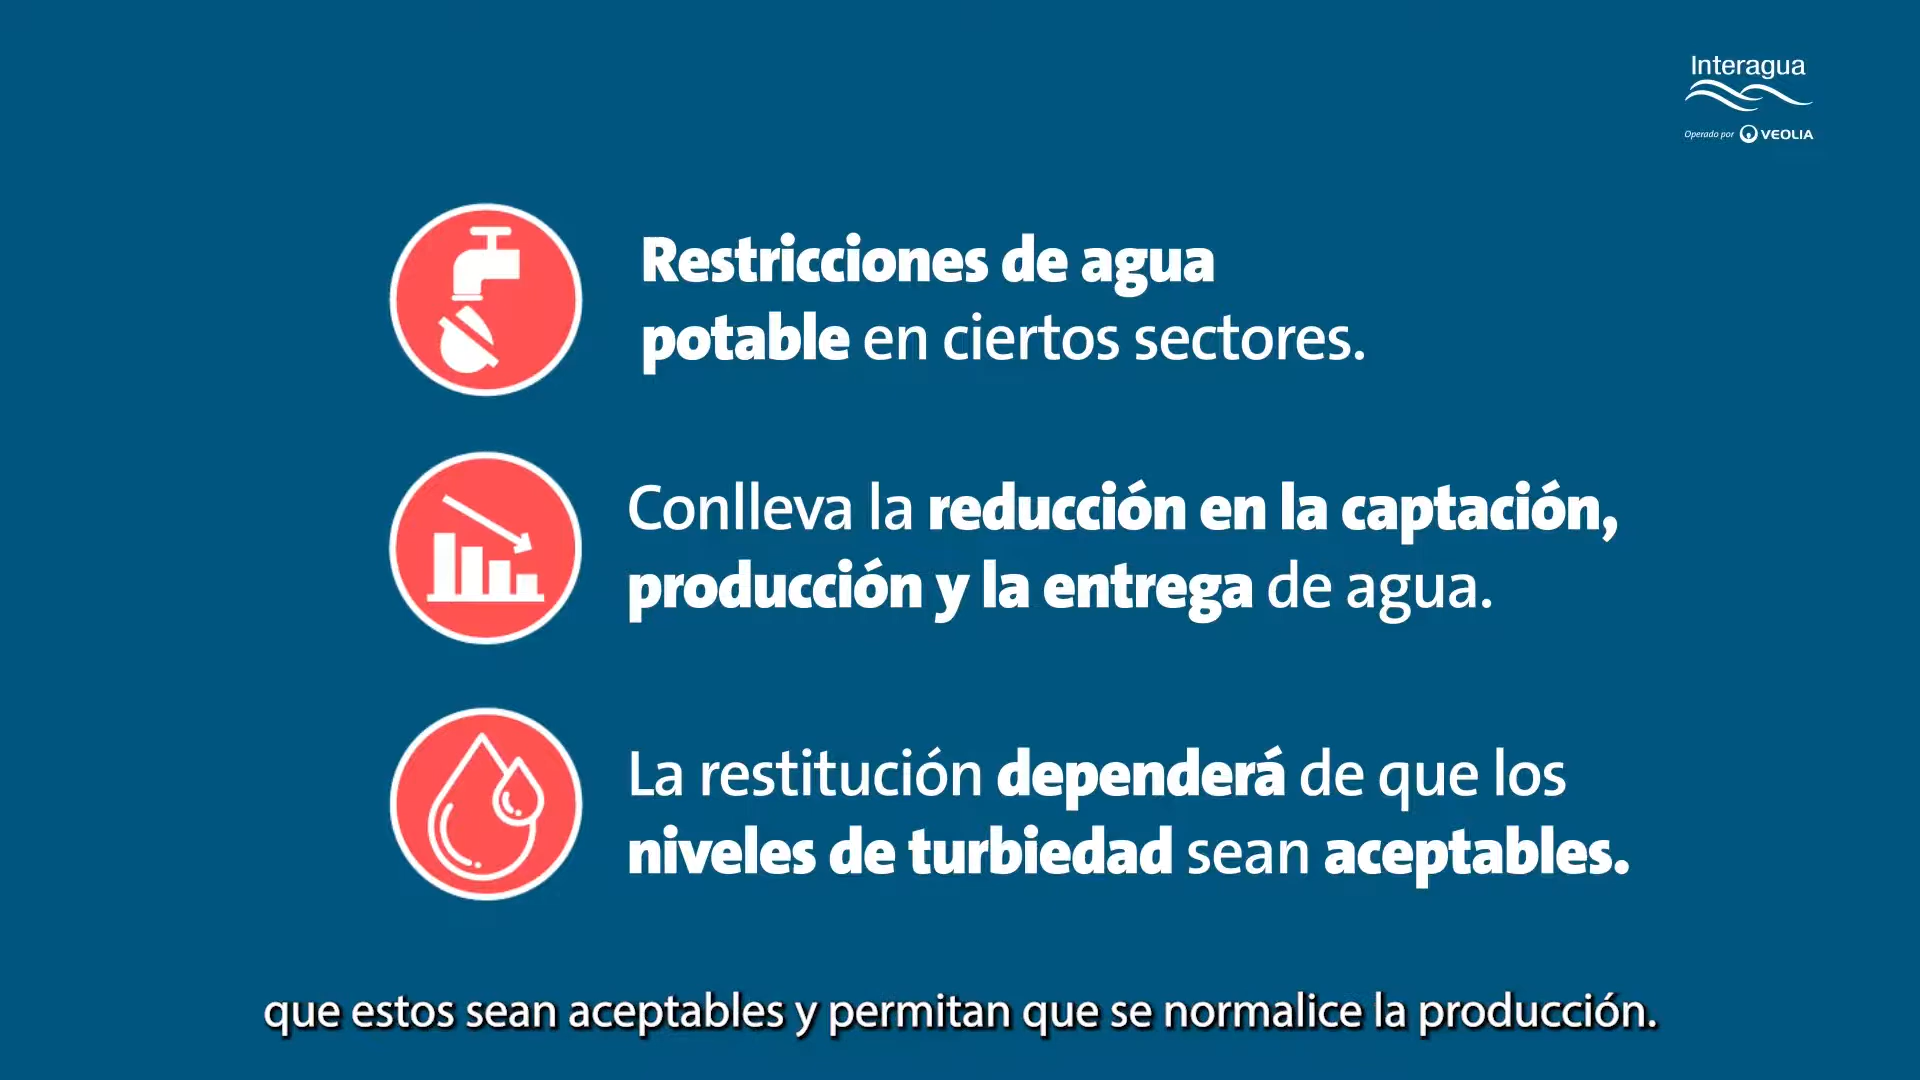 Interagua
Operado por VEOLIA
Restricciones de agua
potable en ciertos sectores.
Conlleva la reducción en la captación,
producción y la entrega de agua.
La restitución dependerá de que los
niveles de turbiedad sean aceptables.
que estos sean aceptables y permitan que se normalice la producción.